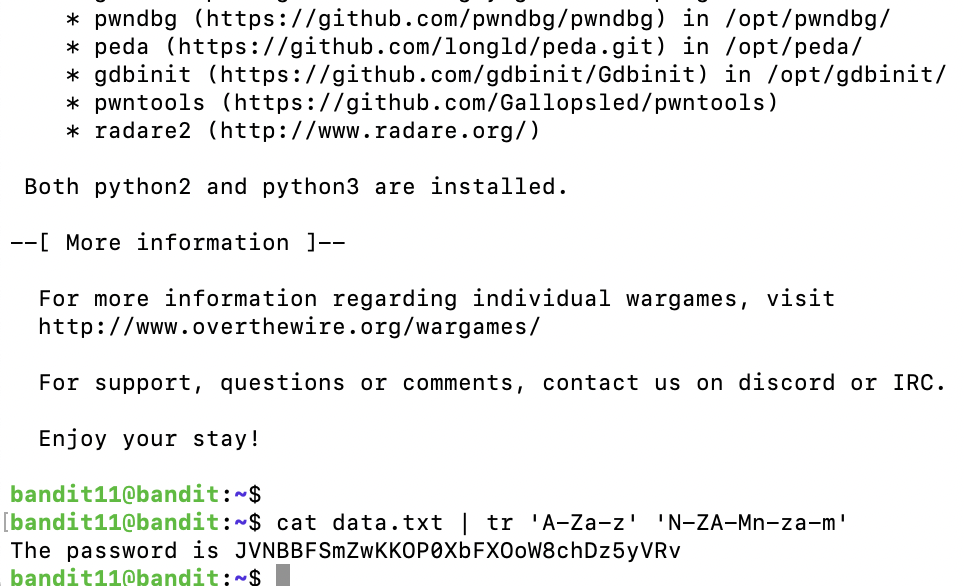 * pwndbg (https://github.com/pwndbg/pwndbg) in /opt/pwndbg/
* peda (https://github.com/longld/peda.git) in /opt/peda/
* gdbinit (https://github.com/gdbinit/Gdbinit) in /opt/gdbinit/
* pwntools (https://github.com/Gallopsled/pwntools)
* radare2 (http://www.radare.org/)
Both python2 and python3 are installed.
--[ More information ]--
For more information regarding individual wargames, visit
http://www.overthewire.org/wargames/
For support, questions or comments, contact us on discord or IRC.
Enjoy your stay!
bandit11@bandit:~$
[bandit11@bandit:~$ cat data.txt | tr 'A-Za-z' 'N-ZA-Mn-za-m'
The password is JVNBBFSmZwKKOP0XbFXOoW8chDz5yVRv
bandit11@bandit:~$